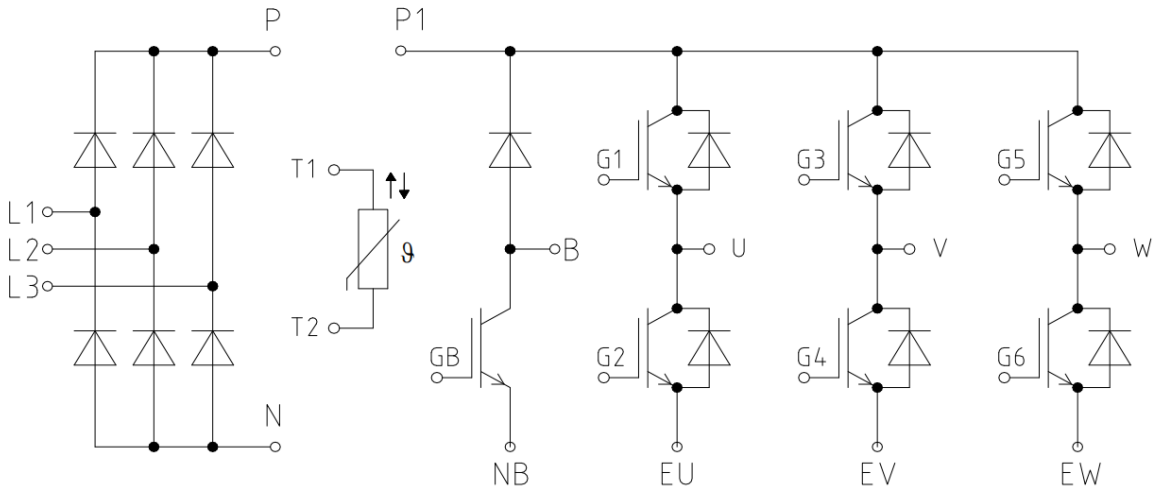 P P1
T1
G1 G3 G5
L1
L2
L3
ϑ
B U V W
T2
GB G2 G4 G6
N
NB EU EV EW